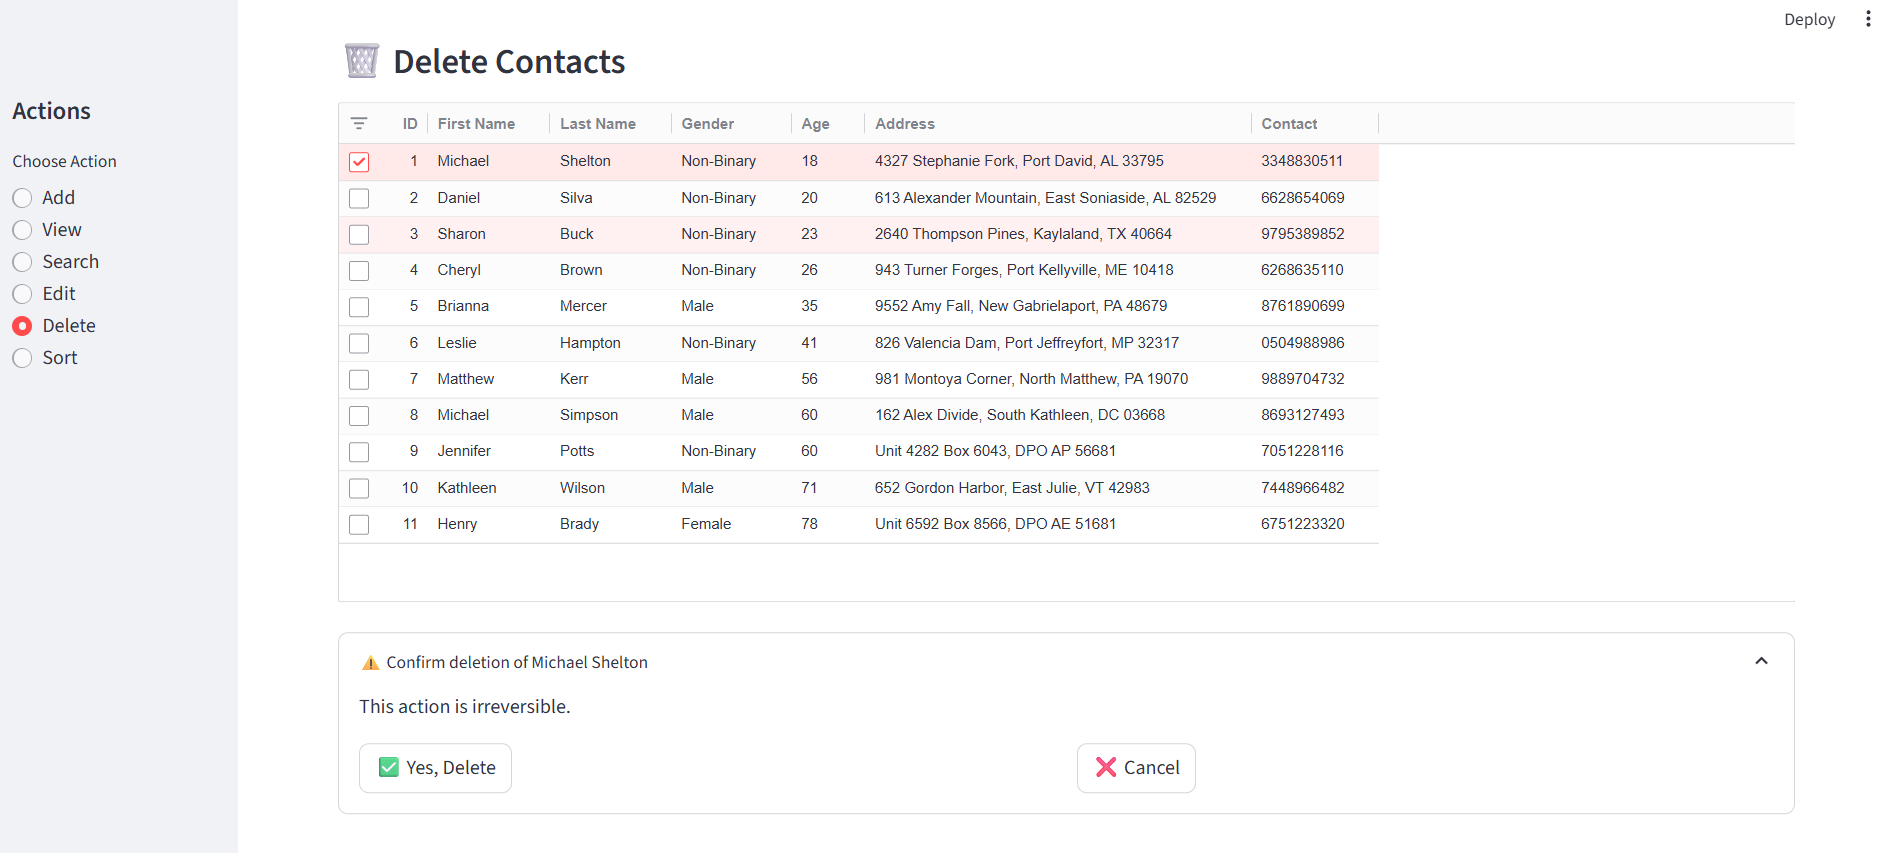 Deploy
Delete Contacts
Actions
Choose Action
Add
View
Search
Edit
Delete
Sort
ID First Name Last Name Gender Age Address Contact
1 Michael Shelton Non-Binary 18 4327 Stephanie Fork, Port David, AL 33795 3348830511
2 Daniel Silva Non-Binary 20 613 Alexander Mountain, East Soniaside, AL 82529 6628654069
3 Sharon Buck Non-Binary 23 2640 Thompson Pines, Kaylaland, TX 40664 9795389852
4 Cheryl Brown Non-Binary 26 943 Turner Forges, Port Kellyville, ME 10418 6268635110
5 Brianna Mercer Male 35 9552 Amy Fall, New Gabrielaport, PA 48679 8761890699
6 Leslie Hampton Non-Binary 41 826 Valencia Dam, Port Jeffreyfort, MP 32317 0504988986
7 Matthew Kerr Male 56 981 Montoya Corner, North Matthew, PA 19070 9889704732
8 Michael Simpson Male 60 162 Alex Divide, South Kathleen, DC 03668 8693127493
9 Jennifer Potts Non-Binary 60 Unit 4282 Box 6043, DPO AP 56681 7051228116
10 Kathleen Wilson Male 71 652 Gordon Harbor, East Julie, VT 42983 7448966482
11 Henry Brady Female 78 Unit 6592 Box 8566, DPO AE 51681 6751223320
Confirm deletion of Michael Shelton
This action is irreversible.
Yes, Delete
Cancel